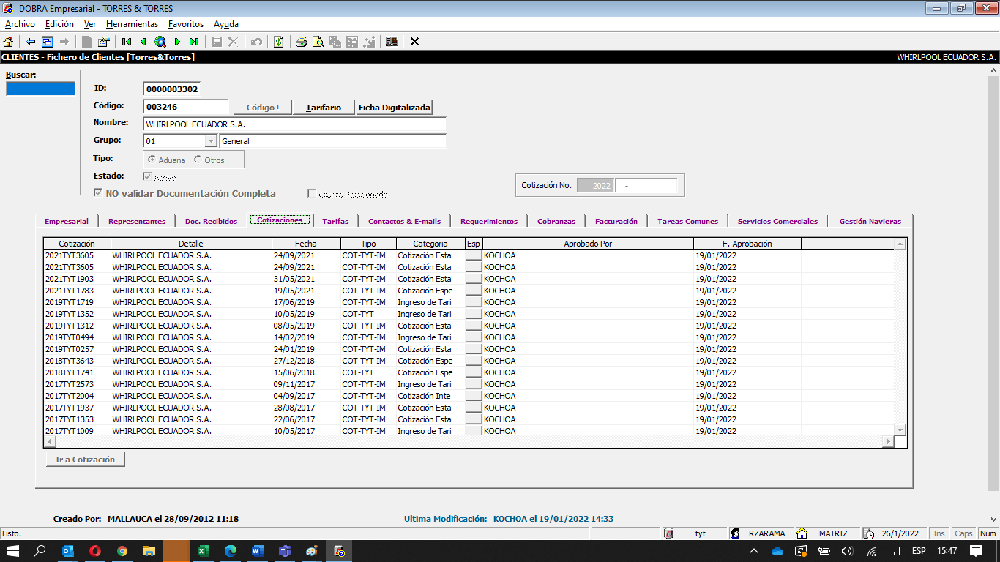 DOBRA Empresarial - TORRES & TORRES
Archivo Edición Ver Herramientas Favoritos Ayuda
CLIENTES - Fichero de Clientes [Torres&Torres] WHIRLPOOL ECUADOR S.A.
Buscar:
ID: 0000003302
Código: 003246 Código ! Tarifario Ficha Digitalizada
Nombre: WHIRLPOOL ECUADOR S.A.
Grupo: 01 General
Tipo: Aduana Otros
Estado: Activo
Cotización No. 2022 -
NO validar Documentación Completa Cliente Relacionado
Empresarial Representantes Doc. Recibidos Cotizaciones Tarifas Contactos & E-mails Requerimientos Cobranzas Facturación Tareas Comunes Servicios Comerciales Gestión Navieras
Cotización Detalle Fecha Tipo Categoria Esp Aprobado Por F. Aprobación
2021TYT3605 WHIRLPOOL ECUADOR S.A. 24/09/2021 COT-TYT-IM Cotización Esta KOCHOA 19/01/2022
2021TYT3605 WHIRLPOOL ECUADOR S.A. 24/09/2021 COT-TYT-IM Cotización Esta KOCHOA 19/01/2022
2021TYT1903 WHIRLPOOL ECUADOR S.A. 31/05/2021 COT-TYT-IM Cotización Esta KOCHOA 19/01/2022
2021TYT1783 WHIRLPOOL ECUADOR S.A. 19/05/2021 COT-TYT-IM Cotización Espe KOCHOA 19/01/2022
2019TYT1719 WHIRLPOOL ECUADOR S.A. 17/06/2019 COT-TYT-IM Ingreso de Tari KOCHOA 19/01/2022
2019TYT1352 WHIRLPOOL ECUADOR S.A. 10/05/2019 COT-TYT Ingreso de Tari KOCHOA 19/01/2022
2019TYT1312 WHIRLPOOL ECUADOR S.A. 08/05/2019 COT-TYT-IM Cotización Esta KOCHOA 19/01/2022
2019TYT0494 WHIRLPOOL ECUADOR S.A. 14/02/2019 COT-TYT-IM Ingreso de Tari KOCHOA 19/01/2022
2019TYT0257 WHIRLPOOL ECUADOR S.A. 24/01/2019 COT-TYT-IM Cotización Esta KOCHOA 19/01/2022
2018TYT3643 WHIRLPOOL ECUADOR S.A. 27/12/2018 COT-TYT-IM Cotización Espe KOCHOA 19/01/2022
2018TYT1741 WHIRLPOOL ECUADOR S.A. 15/06/2018 COT-TYT Cotización Espe KOCHOA 19/01/2022
2017TYT2573 WHIRLPOOL ECUADOR S.A. 09/11/2017 COT-TYT-IM Ingreso de Tari KOCHOA 19/01/2022
2017TYT2004 WHIRLPOOL ECUADOR S.A. 04/09/2017 COT-TYT-IM Cotización Inte KOCHOA 19/01/2022
2017TYT1937 WHIRLPOOL ECUADOR S.A. 28/08/2017 COT-TYT-IM Cotización Esta KOCHOA 19/01/2022
2017TYT1353 WHIRLPOOL ECUADOR S.A. 22/06/2017 COT-TYT-IM Cotización Esta KOCHOA 19/01/2022
2017TYT1009 WHIRLPOOL ECUADOR S.A. 10/05/2017 COT-TYT-IM Ingreso de Tari KOCHOA 19/01/2022
Ir a Cotización
Creado Por: MALLAUCA el 28/09/2012 11:18 Ultima Modificación: KOCHOA el 19/01/2022 14:33
Listo. tyt RZARAMA MATRIZ 26/1/2022 Ins Caps Num
ESP 15:47